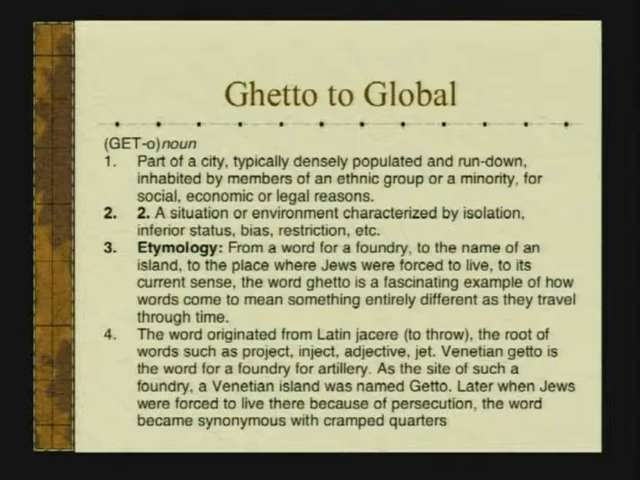 Ghetto to Global
(GET-o)noun
1. Part of a city, typically densely populated and run-down,
inhabited by members of an ethnic group or a minority, for
social, economic or legal reasons.
2. 2. A situation or environment characterized by isolation,
inferior status, bias, restriction, etc.
3. Etymology: From a word for a foundry, to the name of an
island, to the place where Jews were forced to live, to its
current sense, the word ghetto is a fascinating example of how
words come to mean something entirely different as they travel
through time.
4. The word originated from Latin jacere (to throw), the root of
words such as project, inject, adjective, jet. Venetian getto is
the word for a foundry for artillery. As the site of such a
foundry, a Venetian island was named Getto. Later when Jews
were forced to live there because of persecution, the word
became synonymous with cramped quarters